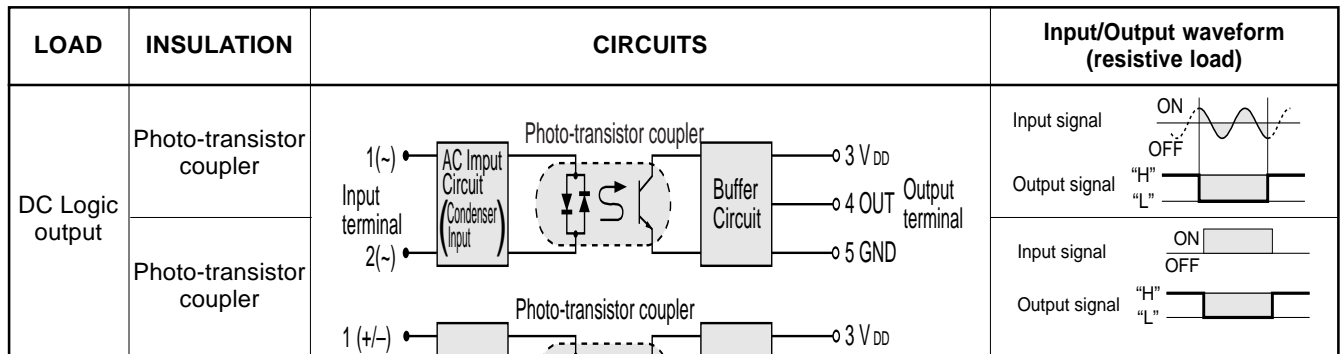 LOAD
INSULATION
CIRCUITS
Input/Output waveform
(resistive load)
DC Logic
output
Photo-transistor
coupler
Photo-transistor coupler
1(~)
AC Imput
Circuit
(Condenser
Input)
Input
terminal
2(~)
Buffer
Circuit
3 VDD
4 OUT
5 GND
Output
terminal
Input signal
ON
OFF
Output signal
“H”
“L”
Photo-transistor
coupler
Photo-transistor coupler
1 (+/–)
3 VDD
Input signal
ON
OFF
Output signal
“H”
“L”